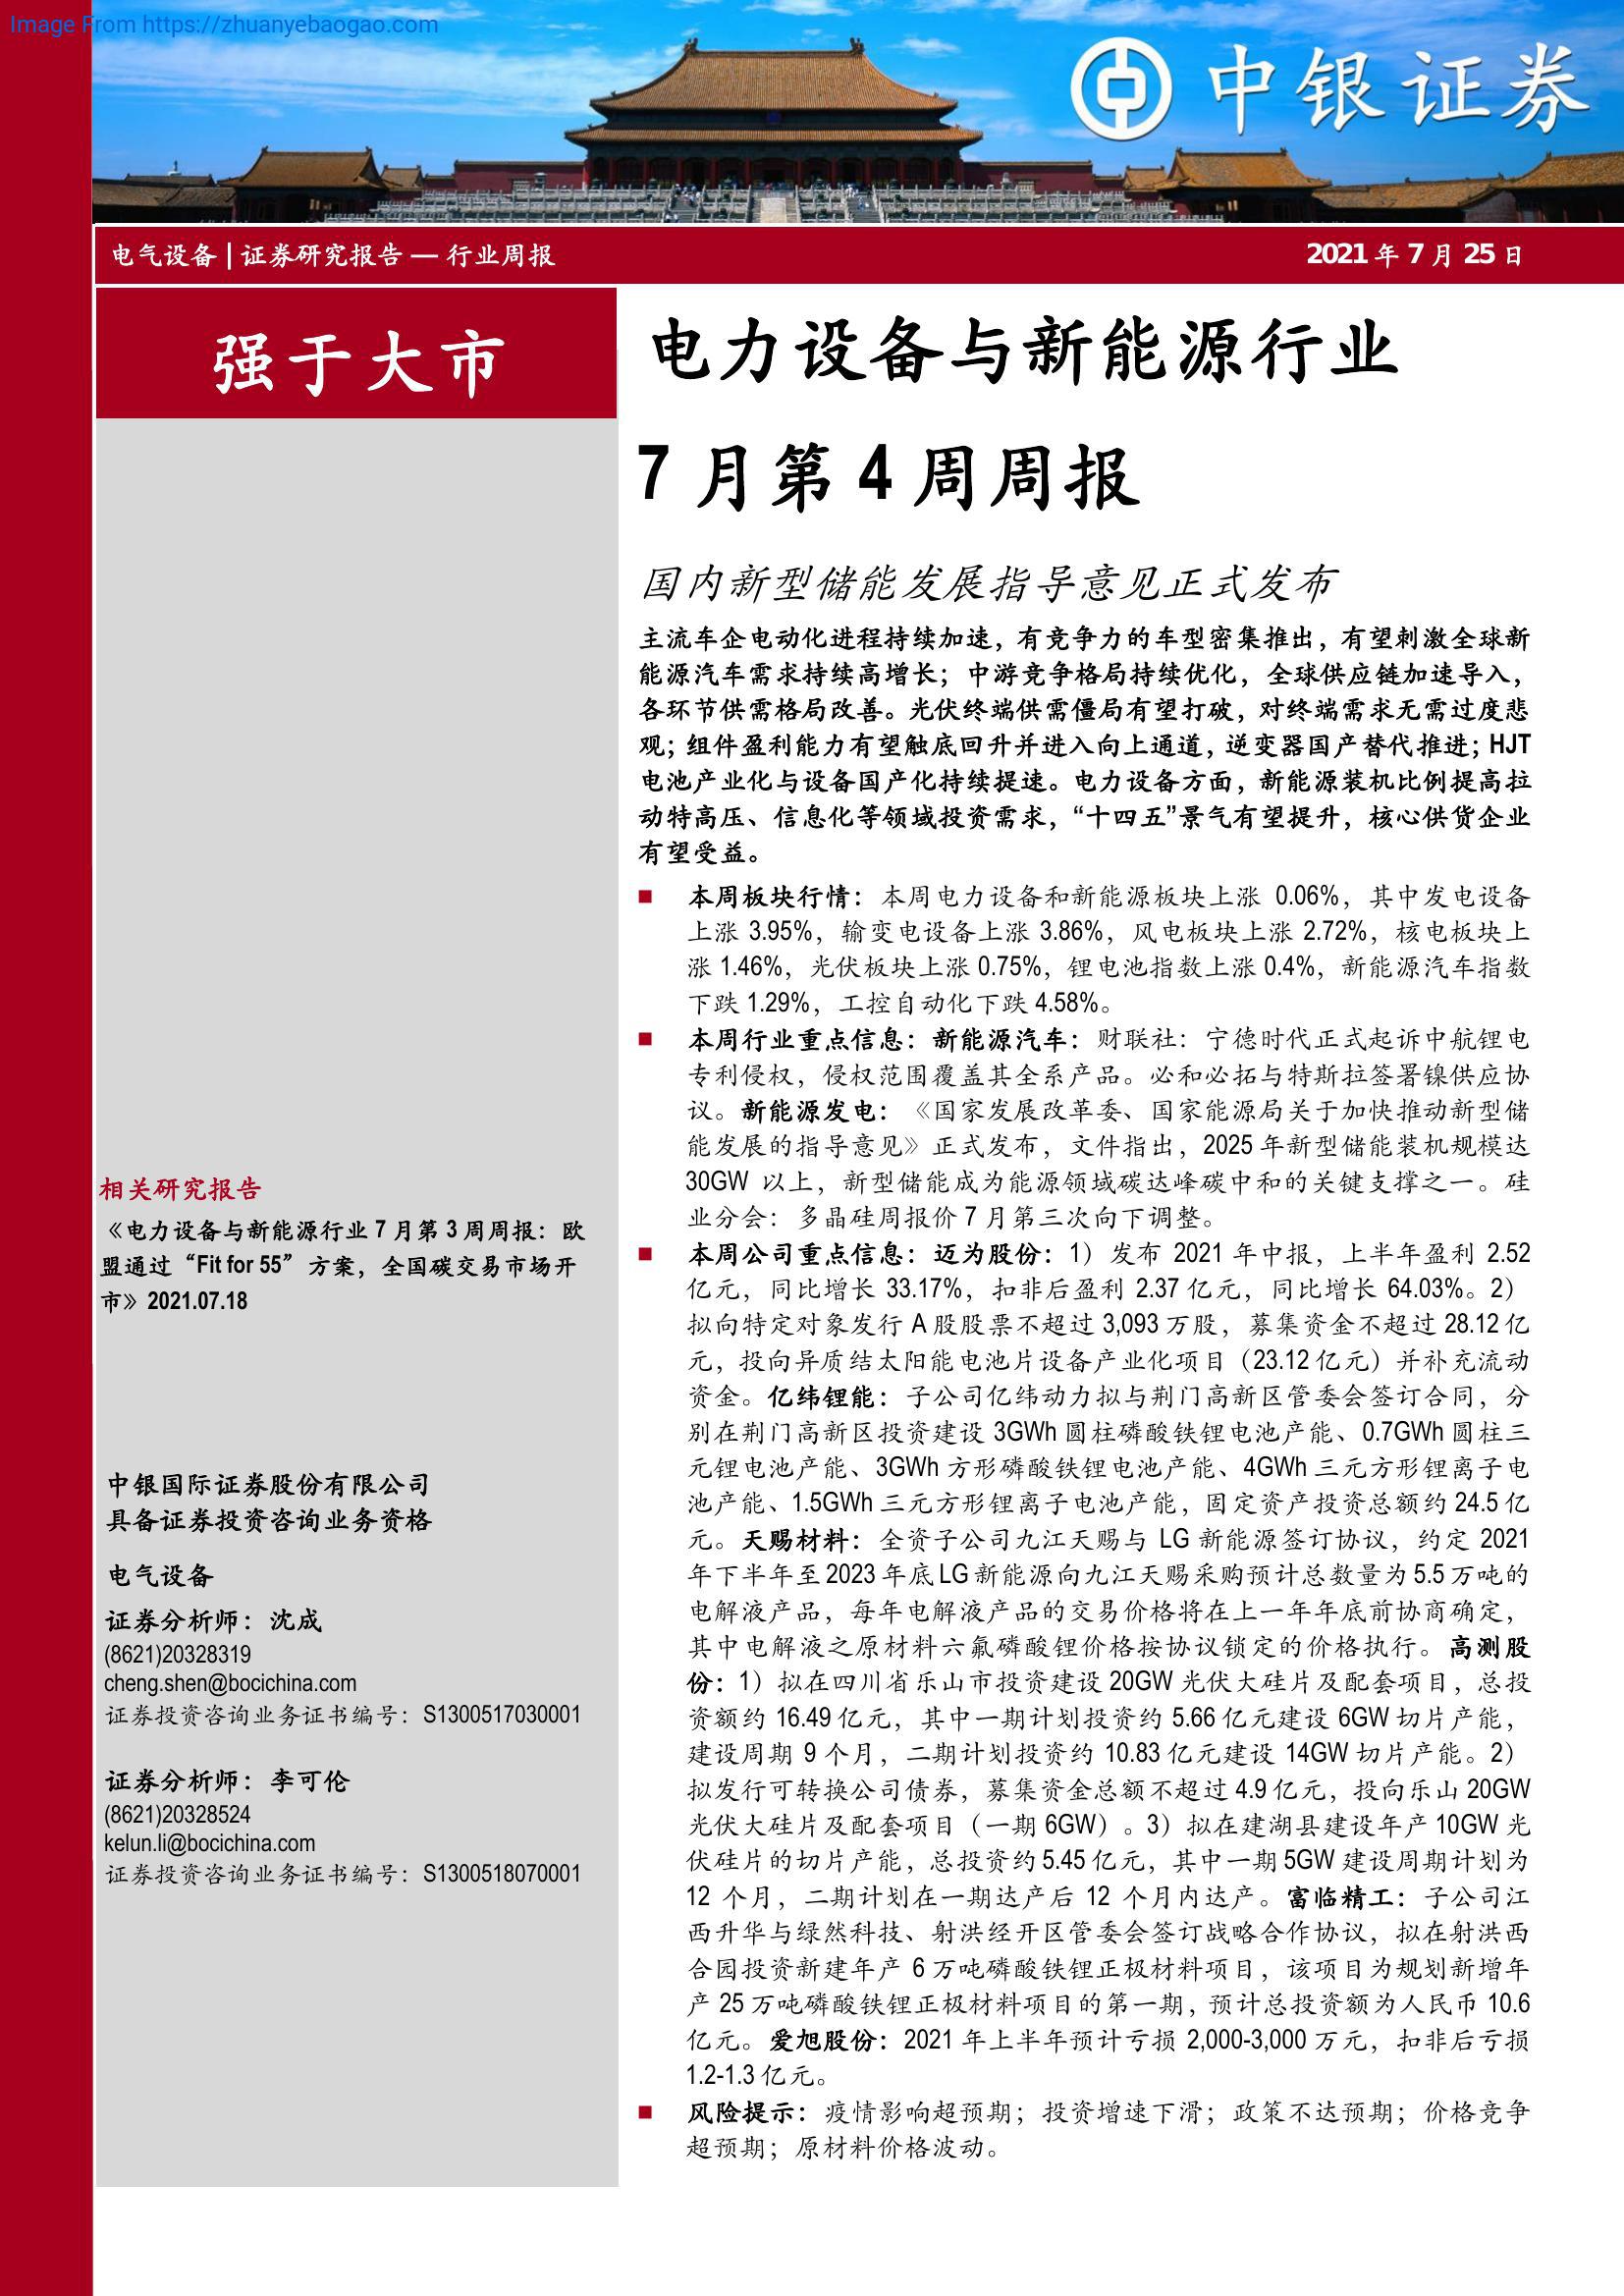 Image From https://zhuanyebaogao.com
中银证券
电气设备 | 证券研究报告 — 行业周报
2021 年 7 月 25 日
强于大市
相关研究报告
《电力设备与新能源行业 7 月第 3 周周报：欧
盟通过“Fit for 55”方案，全国碳交易市场开
市》2021.07.18
中银国际证券股份有限公司
具备证券投资咨询业务资格
电气设备
证券分析师：沈成
(8621)20328319
cheng.shen@bocichina.com
证券投资咨询业务证书编号：S1300517030001
证券分析师：李可伦
(8621)20328524
kelun.li@bocichina.com
证券投资咨询业务证书编号：S1300518070001
电力设备与新能源行业
7 月第 4 周周报
国内新型储能发展指导意见正式发布
主流车企电动化进程持续加速，有竞争力的车型密集推出，有望刺激全球新
能源汽车需求持续高增长；中游竞争格局持续优化，全球供应链加速导入，
各环节供需格局改善。光伏终端供需僵局有望打破，对终端需求无需过度悲
观；组件盈利能力有望触底回升并进入向上通道，逆变器国产替代推进；HJT
电池产业化与设备国产化持续提速。电力设备方面，新能源装机比例提高拉
动特高压、信息化等领域投资需求，“十四五”景气有望提升，核心供货企业
有望受益。
■ 本周板块行情：本周电力设备和新能源板块上涨 0.06%，其中发电设备
上涨 3.95%，输变电设备上涨 3.86%，风电板块上涨 2.72%，核电板块上
涨 1.46%，光伏板块上涨 0.75%，锂电池指数上涨 0.4%，新能源汽车指数
下跌 1.29%，工控自动化下跌 4.58%。
■ 本周行业重点信息：新能源汽车：财联社：宁德时代正式起诉中航锂电
专利侵权，侵权范围覆盖其全系产品。必和必拓与特斯拉签署镍供应协
议。新能源发电：《国家发展改革委、国家能源局关于加快推动新型储
能发展的指导意见》正式发布，文件指出，2025 年新型储能装机规模达
30GW 以上，新型储能成为能源领域碳达峰碳中和的关键支撑之一。硅
业分会：多晶硅周报价 7 月第三次向下调整。
■ 本周公司重点信息：迈为股份：1）发布 2021 年中报，上半年盈利 2.52
亿元，同比增长 33.17%，扣非后盈利 2.37 亿元，同比增长 64.03%。2）
拟向特定对象发行 A 股股票不超过 3,093 万股，募集资金不超过 28.12 亿
元，投向异质结太阳能电池片设备产业化项目（23.12 亿元）并补充流动
资金。亿纬锂能：子公司亿纬动力拟与荆门高新区管委会签订合同，分
别在荆门高新区投资建设 3GWh 圆柱磷酸铁锂电池产能、0.7GWh 圆柱三
元锂电池产能、3GWh 方形磷酸铁锂电池产能、4GWh 三元方形锂离子电
池产能、1.5GWh 三元方形锂离子电池产能，固定资产投资总额约 24.5 亿
元。天赐材料：全资子公司九江天赐与 LG 新能源签订协议，约定 2021
年下半年至 2023 年底 LG 新能源向九江天赐采购预计总数量为 5.5 万吨的
电解液产品，每年电解液产品的交易价格将在上一年年底前协商确定，
其中电解液之原材料六氟磷酸锂价格按协议锁定的价格执行。高测股
份：1）拟在四川省乐山市投资建设 20GW 光伏大硅片及配套项目，总投
资额约 16.49 亿元，其中一期计划投资约 5.66 亿元建设 6GW 切片产能，
建设周期 9 个月，二期计划投资约 10.83 亿元建设 14GW 切片产能。2）
拟发行可转换公司债券，募集资金总额不超过 4.9 亿元，投向乐山 20GW
光伏大硅片及配套项目（一期 6GW）。3）拟在建湖县建设年产 10GW 光
伏硅片的切片产能，总投资约 5.45 亿元，其中一期 5GW 建设周期计划为
12 个月，二期计划在一期达产后 12 个月内达产。富临精工：子公司江
西升华与绿然科技、射洪经开区管委会签订战略合作协议，拟在射洪西
合园投资新建年产 6 万吨磷酸铁锂正极材料项目，该项目为规划新增年
产 25 万吨磷酸铁锂正极材料项目的第一期，预计总投资额为人民币 10.6
亿元。爱旭股份：2021 年上半年预计亏损 2,000-3,000 万元，扣非后亏损
1.2-1.3 亿元。
■ 风险提示：疫情影响超预期；投资增速下滑；政策不达预期；价格竞争
超预期；原材料价格波动。